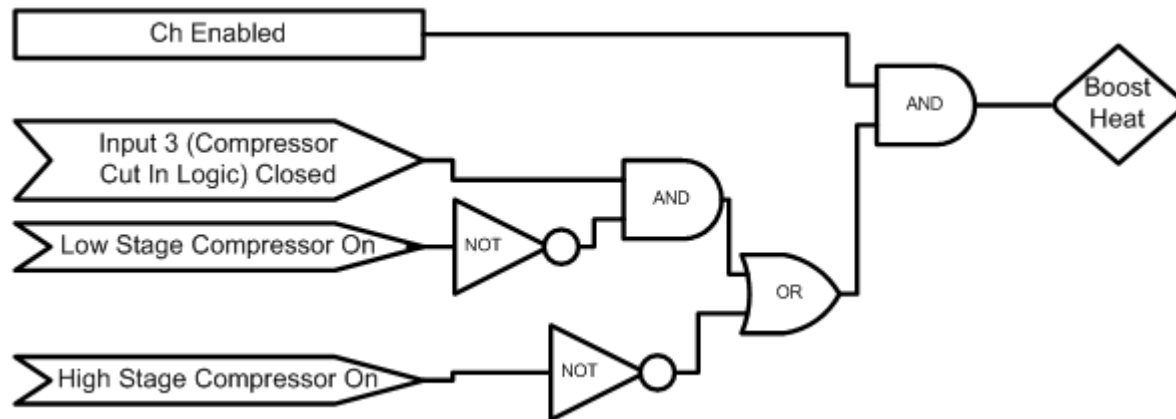 Ch Enabled
AND
Boost
Heat
Input 3 (Compressor
Cut In Logic) Closed
AND
Low Stage Compressor On
NOT
OR
NOT
High Stage Compressor On